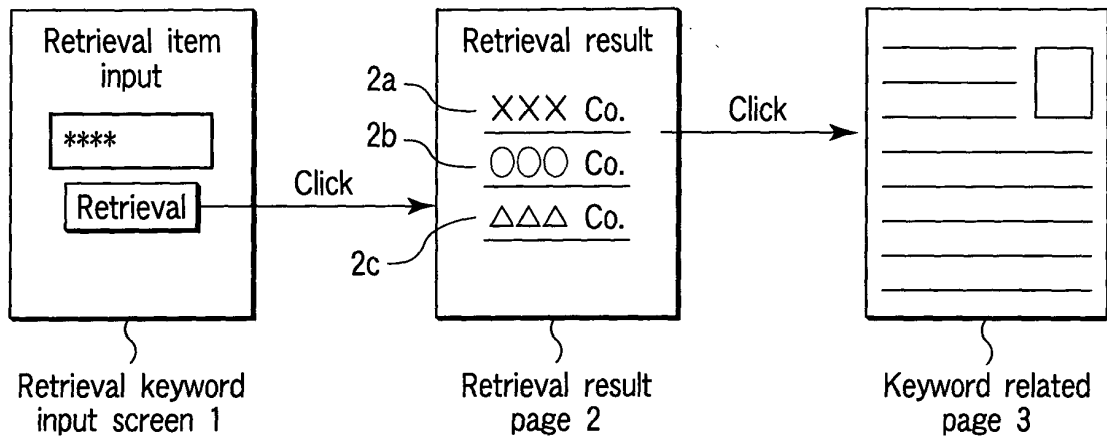 Retrieval item
input
****
Retrieval
Click
Retrieval result
2a
XXX Co.
2b
○○○ Co.
2c
△△△ Co.
Click
Retrieval keyword
input screen 1
Retrieval result
page 2
Keyword related
page 3